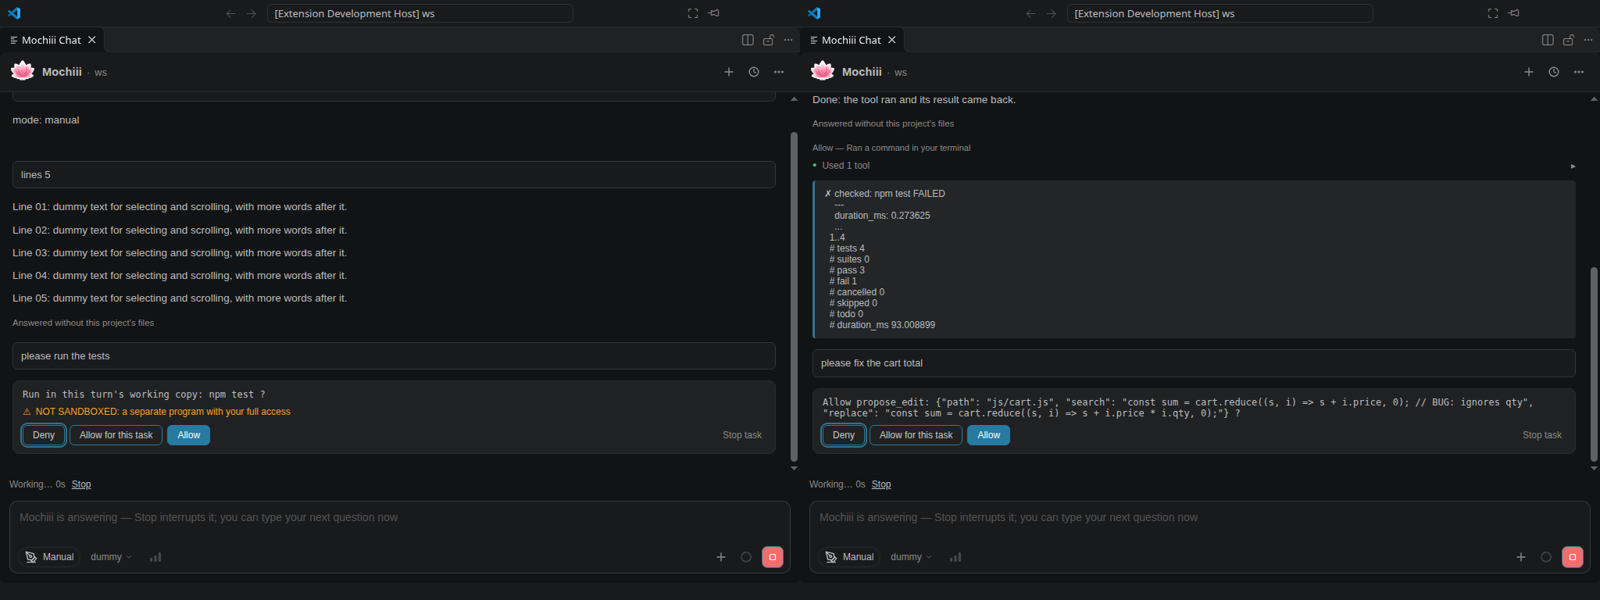 [Extension Development Host] ws
Mochiii Chat
Mochiii · ws
mode: manual
lines 5
Line 01: dummy text for selecting and scrolling, with more words after it.
Line 02: dummy text for selecting and scrolling, with more words after it.
Line 03: dummy text for selecting and scrolling, with more words after it.
Line 04: dummy text for selecting and scrolling, with more words after it.
Line 05: dummy text for selecting and scrolling, with more words after it.
Answered without this project's files
please run the tests
Run in this turn's working copy: npm test ?
⚠ NOT SANDBOXED: a separate program with your full access
Deny Allow for this task Allow Stop task
Working… 0s Stop
Mochiii is answering — Stop interrupts it; you can type your next question now
Manual dummy
[Extension Development Host] ws
Mochiii Chat
Mochiii · ws
Done: the tool ran and its result came back.
Answered without this project's files
Allow — Ran a command in your terminal
• Used 1 tool
✗ checked: npm test FAILED
---
duration_ms: 0.273625
...
1..4
# tests 4
# suites 0
# pass 3
# fail 1
# cancelled 0
# skipped 0
# todo 0
# duration_ms 93.008899
please fix the cart total
Allow propose_edit: {"path": "js/cart.js", "search": "const sum = cart.reduce((s, i) => s + i.price, 0); // BUG: ignores qty",
"replace": "const sum = cart.reduce((s, i) => s + i.price * i.qty, 0);"} ?
Deny Allow for this task Allow Stop task
Working… 0s Stop
Mochiii is answering — Stop interrupts it; you can type your next question now
Manual dummy